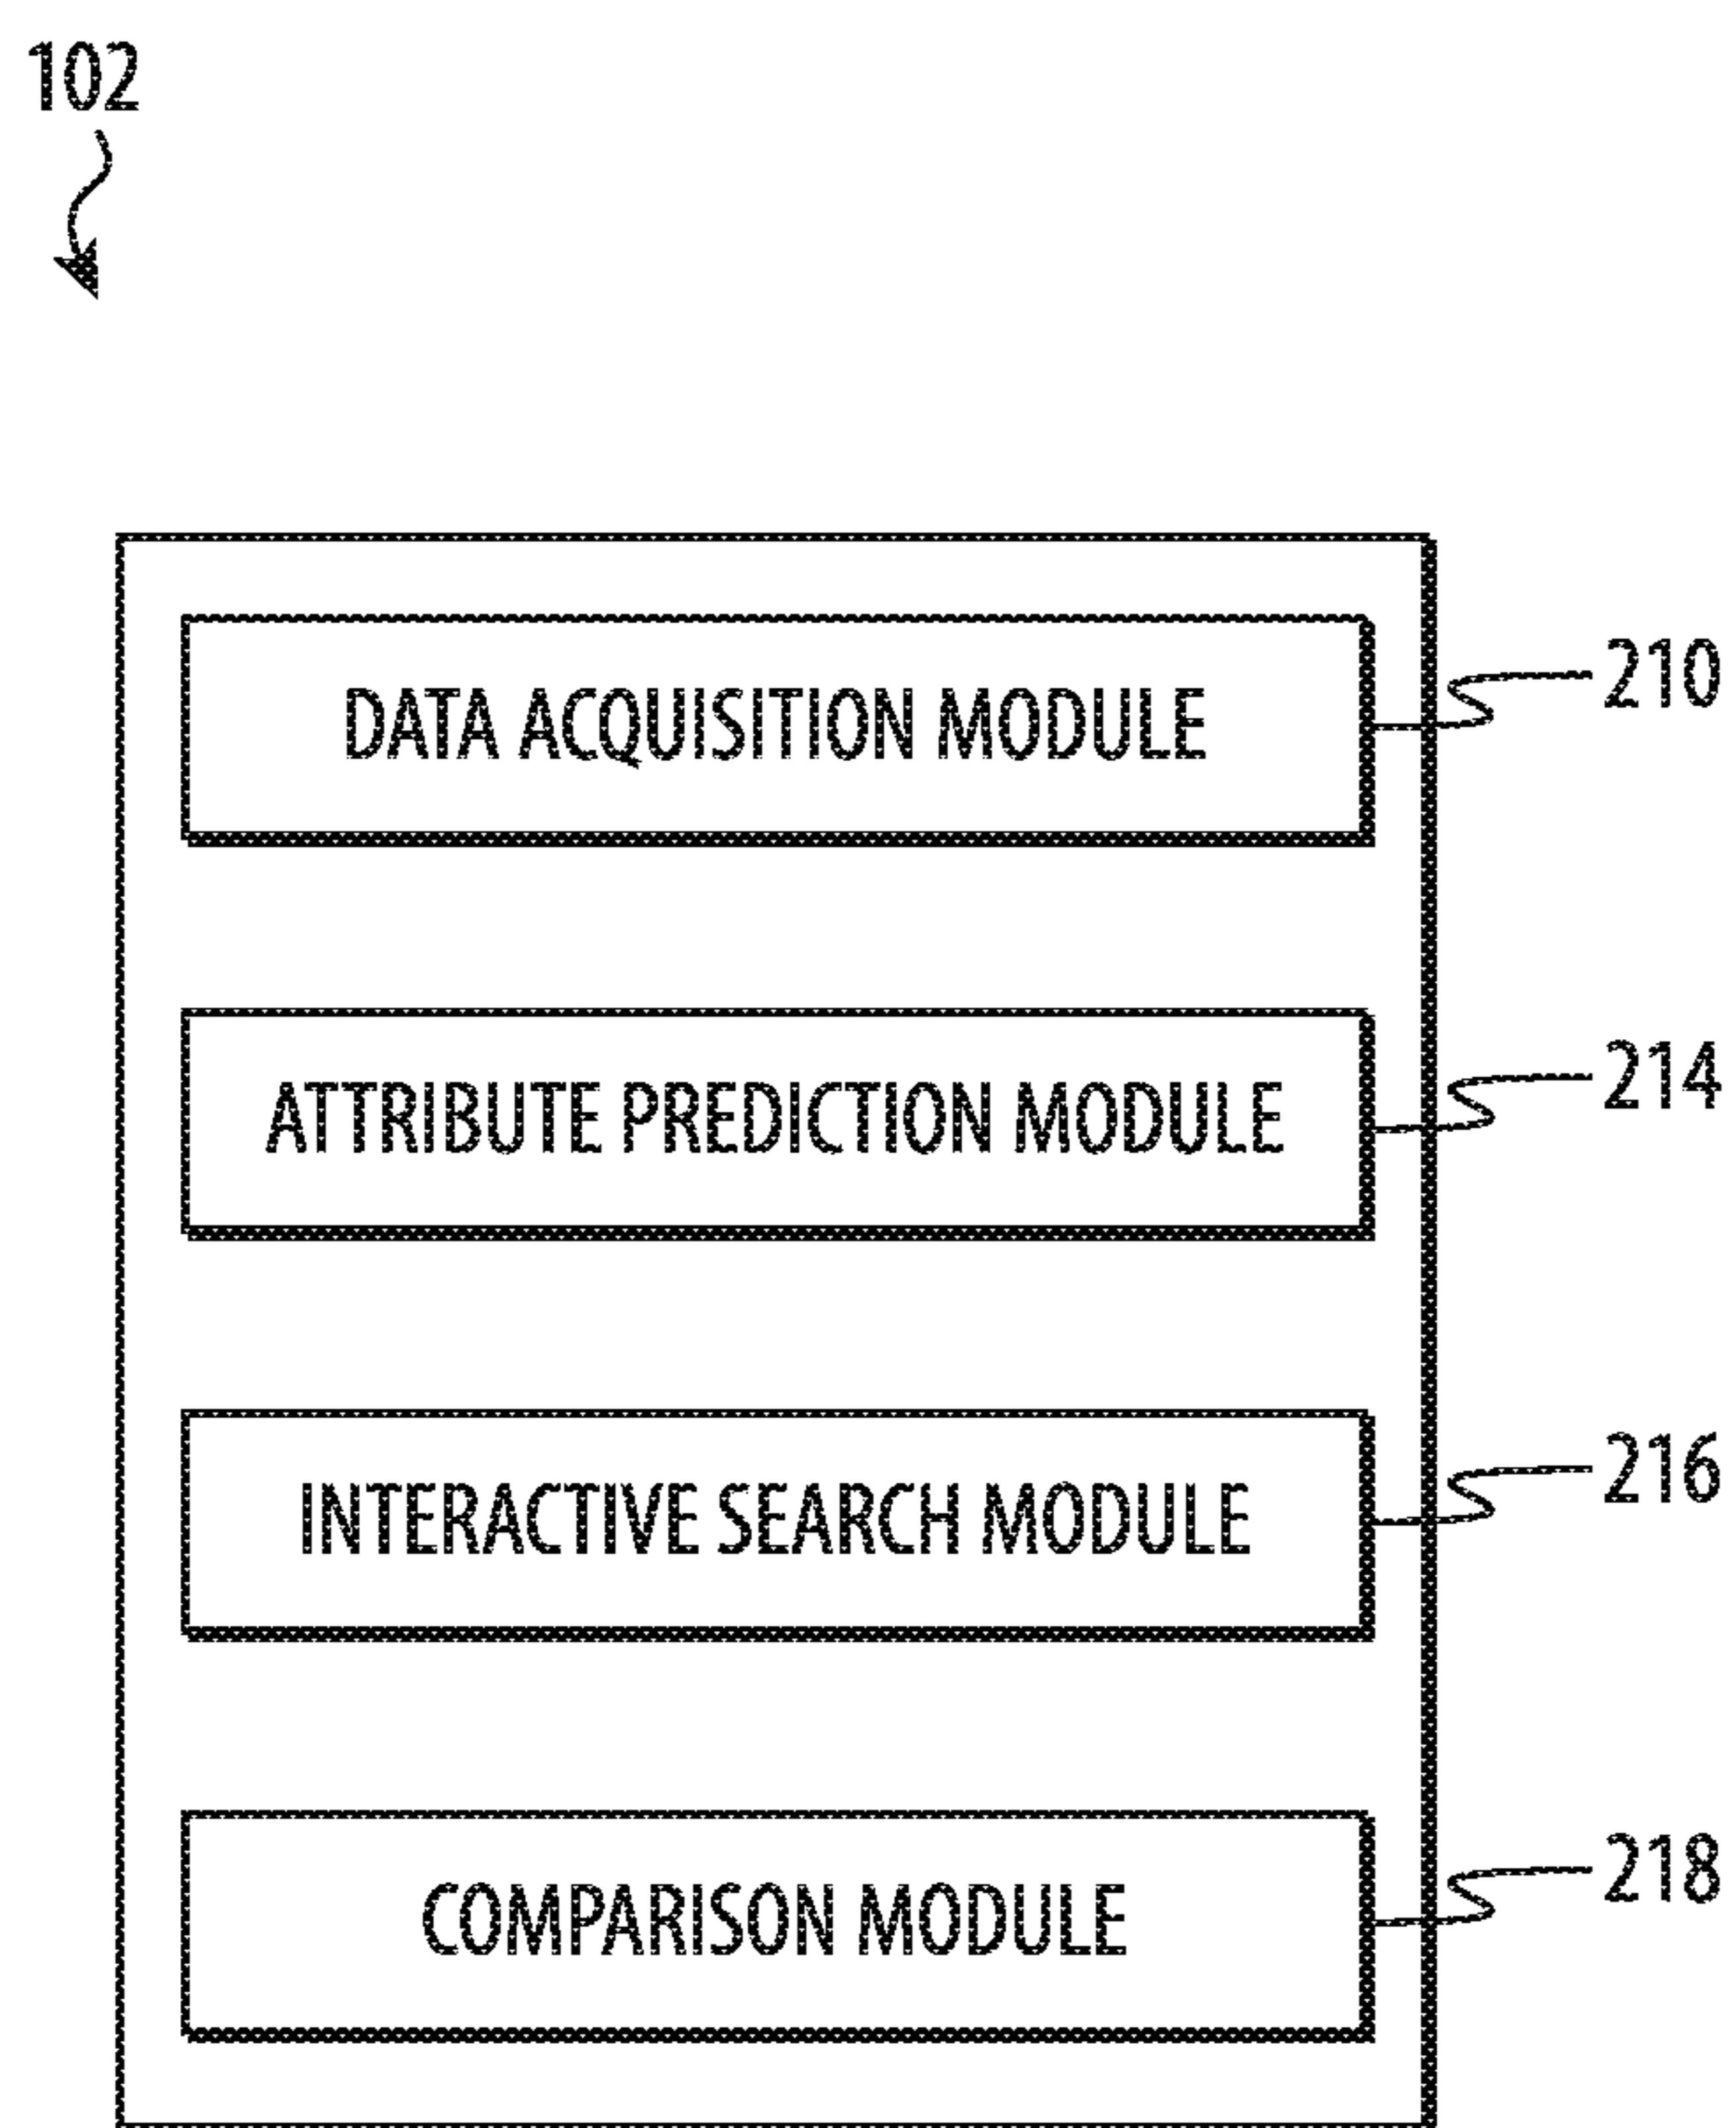 102
DATA ACQUISITION MODULE
210
ATTRIBUTE PREDICTION MODULE
214
INTERACTIVE SEARCH MODULE
216
COMPARISON MODULE
218